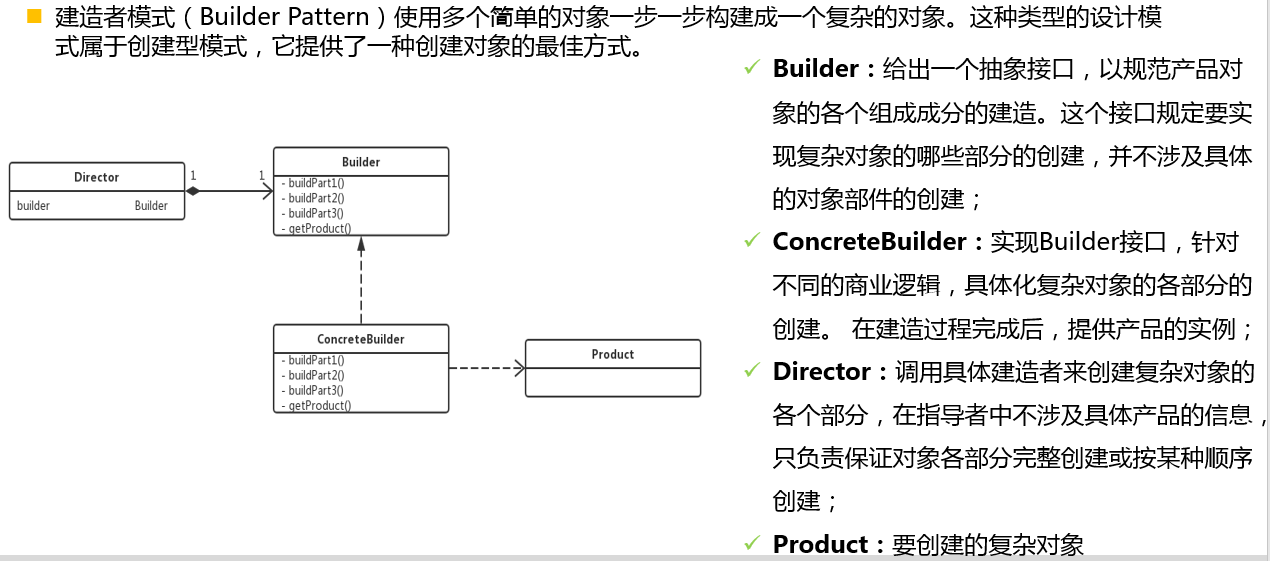 建造者模式（Builder Pattern）使用多个简单的对象一步一步构建成一个复杂的对象。这种类型的设计模
式属于创建型模式，它提供了一种创建对象的最佳方式。
Director
builder Builder
1 1
Builder
- buildPart1()
- buildPart2()
- buildPart3()
- getProduct()
ConcreteBuilder
- buildPart1()
- buildPart2()
- buildPart3()
- getProduct()
Product
Builder：给出一个抽象接口，以规范产品对
象的各个组成成分的建造。这个接口规定要实
现复杂对象的哪些部分的创建，并不涉及具体
的对象部件的创建；
ConcreteBuilder：实现Builder接口，针对
不同的商业逻辑，具体化复杂对象的各部分的
创建。 在建造过程完成后，提供产品的实例；
Director：调用具体建造者来创建复杂对象的
各个部分，在指导者中不涉及具体产品的信息，
只负责保证对象各部分完整创建或按某种顺序
创建；
Product：要创建的复杂对象